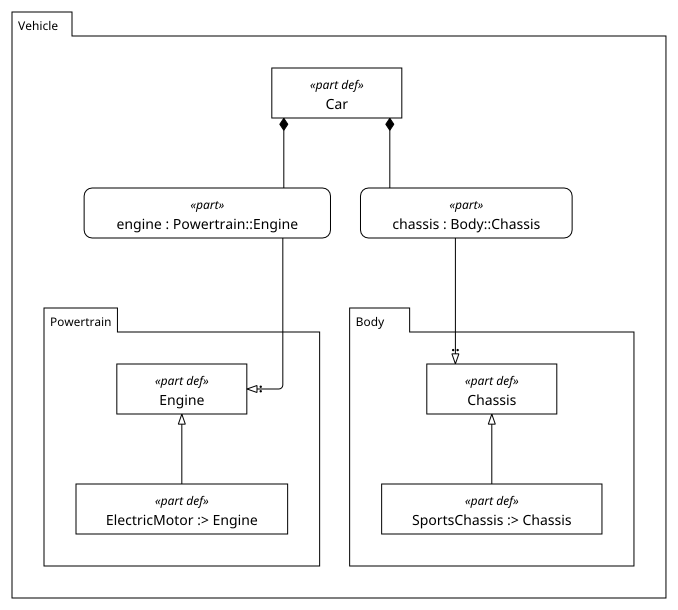 Vehicle
«part def»
Car
«part»
engine : Powertrain::Engine
«part»
chassis : Body::Chassis
Powertrain
«part def»
Engine
«part def»
ElectricMotor :> Engine
Body
«part def»
Chassis
«part def»
SportsChassis :> Chassis